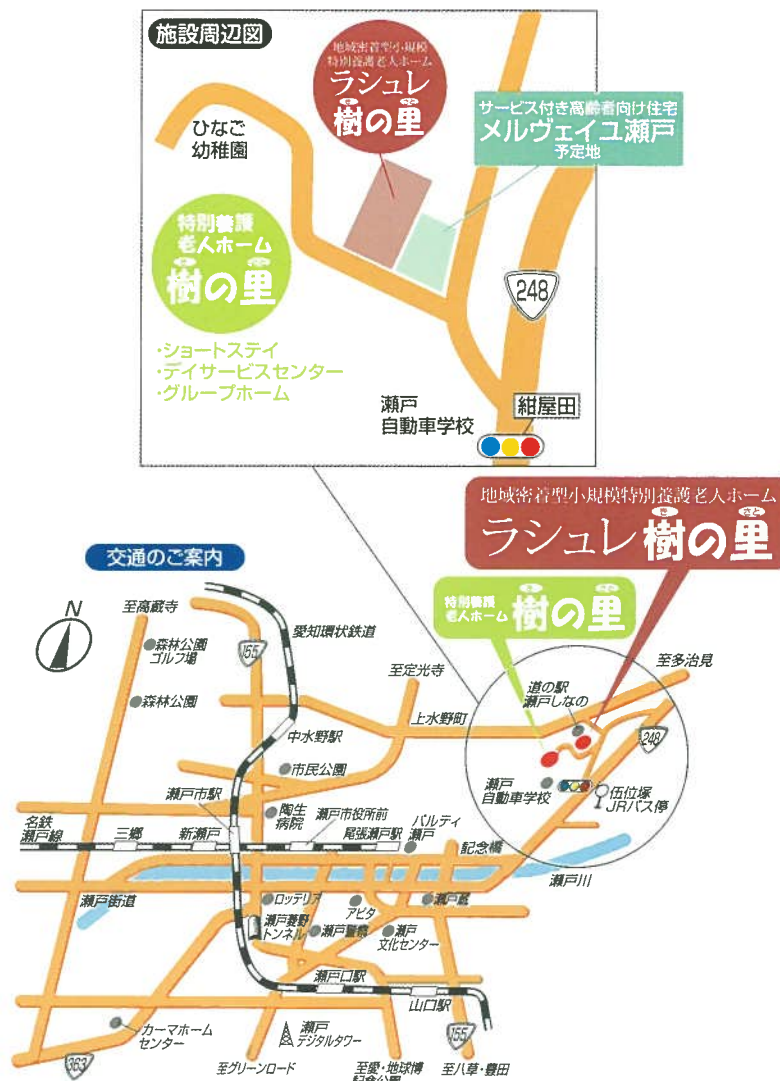 施設周辺図
地域密着型小規模
特別養護老人ホーム
ラシュレ
樹の里
き
さと
サービス付き高齢者向け住宅
メルヴェイユ瀬戸
予定地
ひなご
幼稚園
特別養護
老人ホーム
き
さと
樹の里
・ショートステイ
・デイサービスセンター
・グループホーム
248
瀬戸
自動車学校
紺屋田
地域密着型小規模特別養護老人ホーム
き
さと
ラシュレ 樹の里
交通のご案内
特別養護
老人ホーム
き
さと
樹の里
N
至高蔵寺
愛知環状鉄道
155
森林公園
ゴルフ場
森林公園
至定光寺
至多治見
道の駅
瀬戸しなの
上水野町
中水野駅
248
市民公園
瀬戸
自動車学校
伍位塚
JRバス停
瀬戸市駅
陶生
病院
瀬戸市役所前
パルティ
瀬戸
名鉄
瀬戸線
三郷
新瀬戸
尾張瀬戸駅
記念橋
瀬戸川
瀬戸街道
ロッテリア
アピタ
瀬戸蔵
瀬戸菱野
トンネル
瀬戸警察
瀬戸
文化センター
瀬戸口駅
山口駅
カーマホーム
センター
瀬戸
デジタルタワー
155
363
至グリーンロード
至愛・地球博
記念公園
至八草・豊田